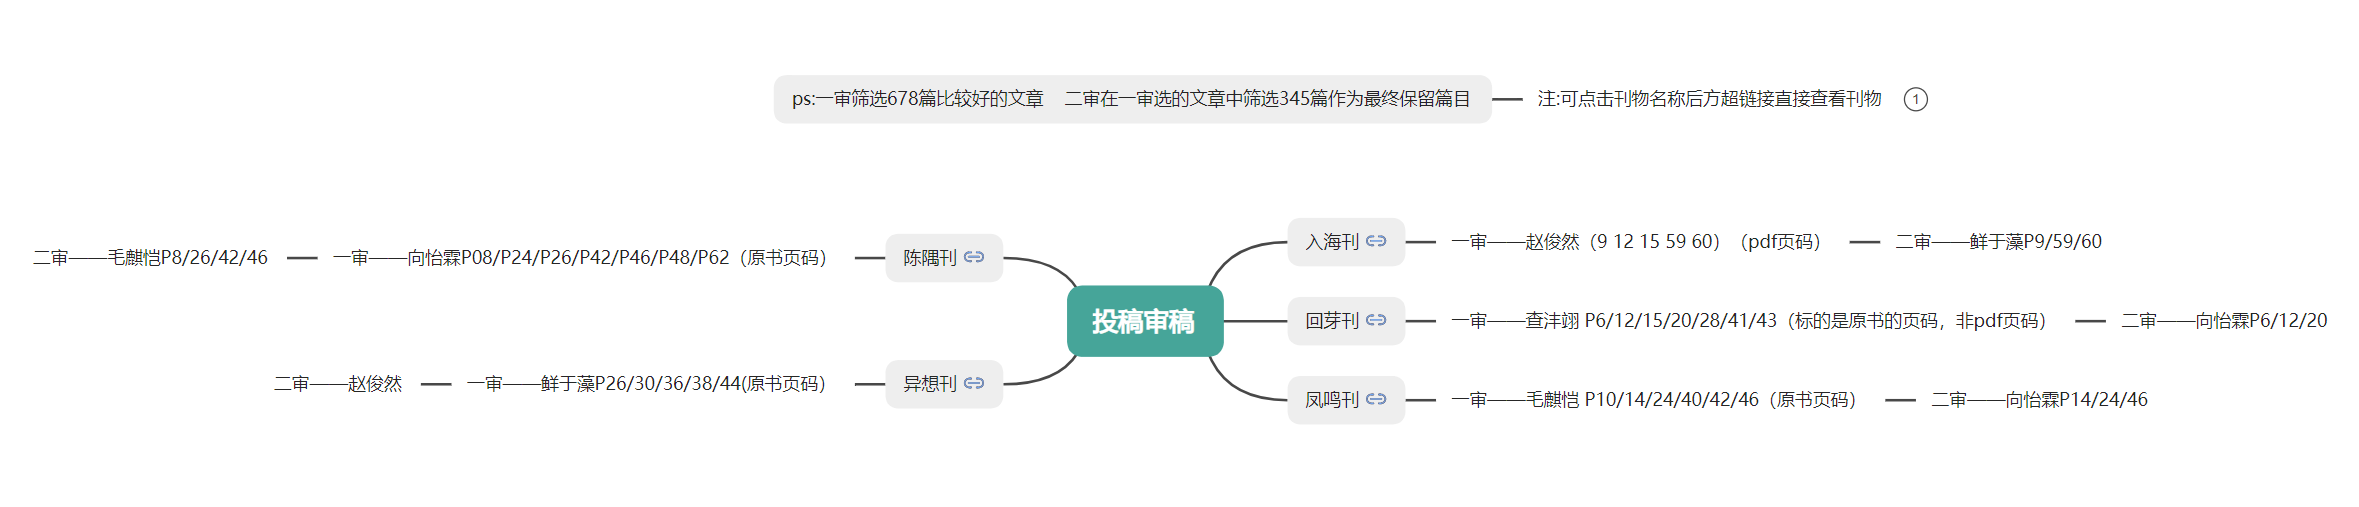 ps:一审筛选678篇比较好的文章 二审在一审选的文章中筛选345篇作为最终保留篇目
注:可点击刊物名称后方超链接直接查看刊物
1
投稿审稿
入海刊
一审——赵俊然（9 12 15 59 60）（pdf页码）
二审——鲜于藻P9/59/60
回芽刊
一审——查沣翊 P6/12/15/20/28/41/43（标的是原书的页码，非pdf页码）
二审——向怡霖P6/12/20
凤鸣刊
一审——毛麒恺 P10/14/24/40/42/46（原书页码）
二审——向怡霖P14/24/46
陈隅刊
一审——向怡霖P08/P24/P26/P42/P46/P48/P62（原书页码）
二审——毛麒恺P8/26/42/46
异想刊
一审——鲜于藻P26/30/36/38/44(原书页码）
二审——赵俊然